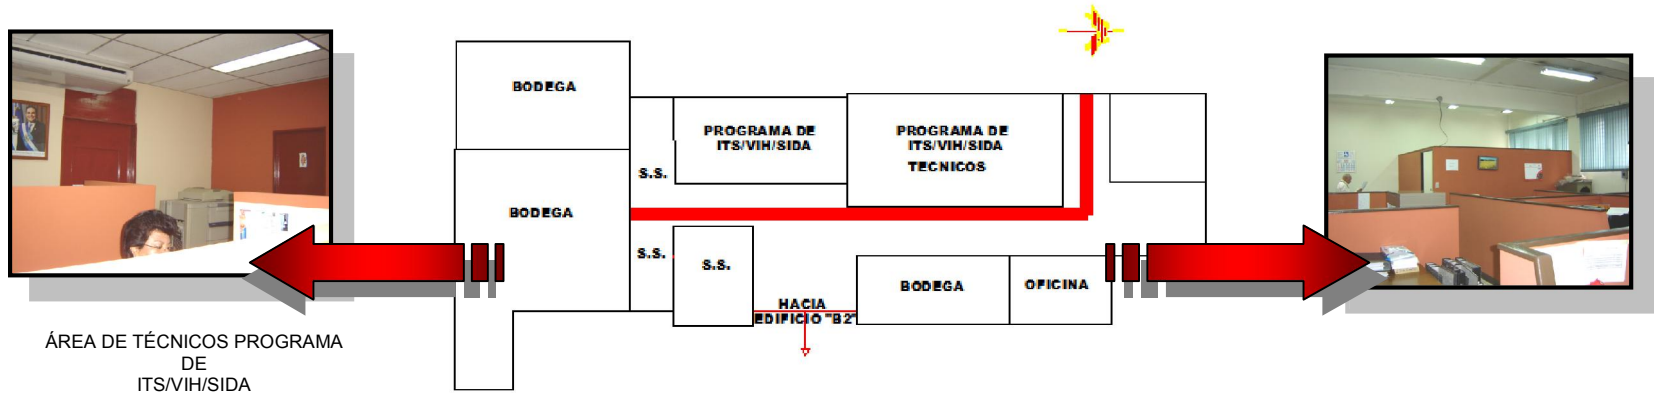 BODEGA
PROGRAMA DE
ITS/VIH/SIDA
PROGRAMA DE
ITS/VIH/SIDA
TECNICOS
S.S.
BODEGA
S.S.
S.S.
BODEGA
OFICINA
HACIA
EDIFICIO "B2"
ÁREA DE TÉCNICOS PROGRAMA
DE
ITS/VIH/SIDA